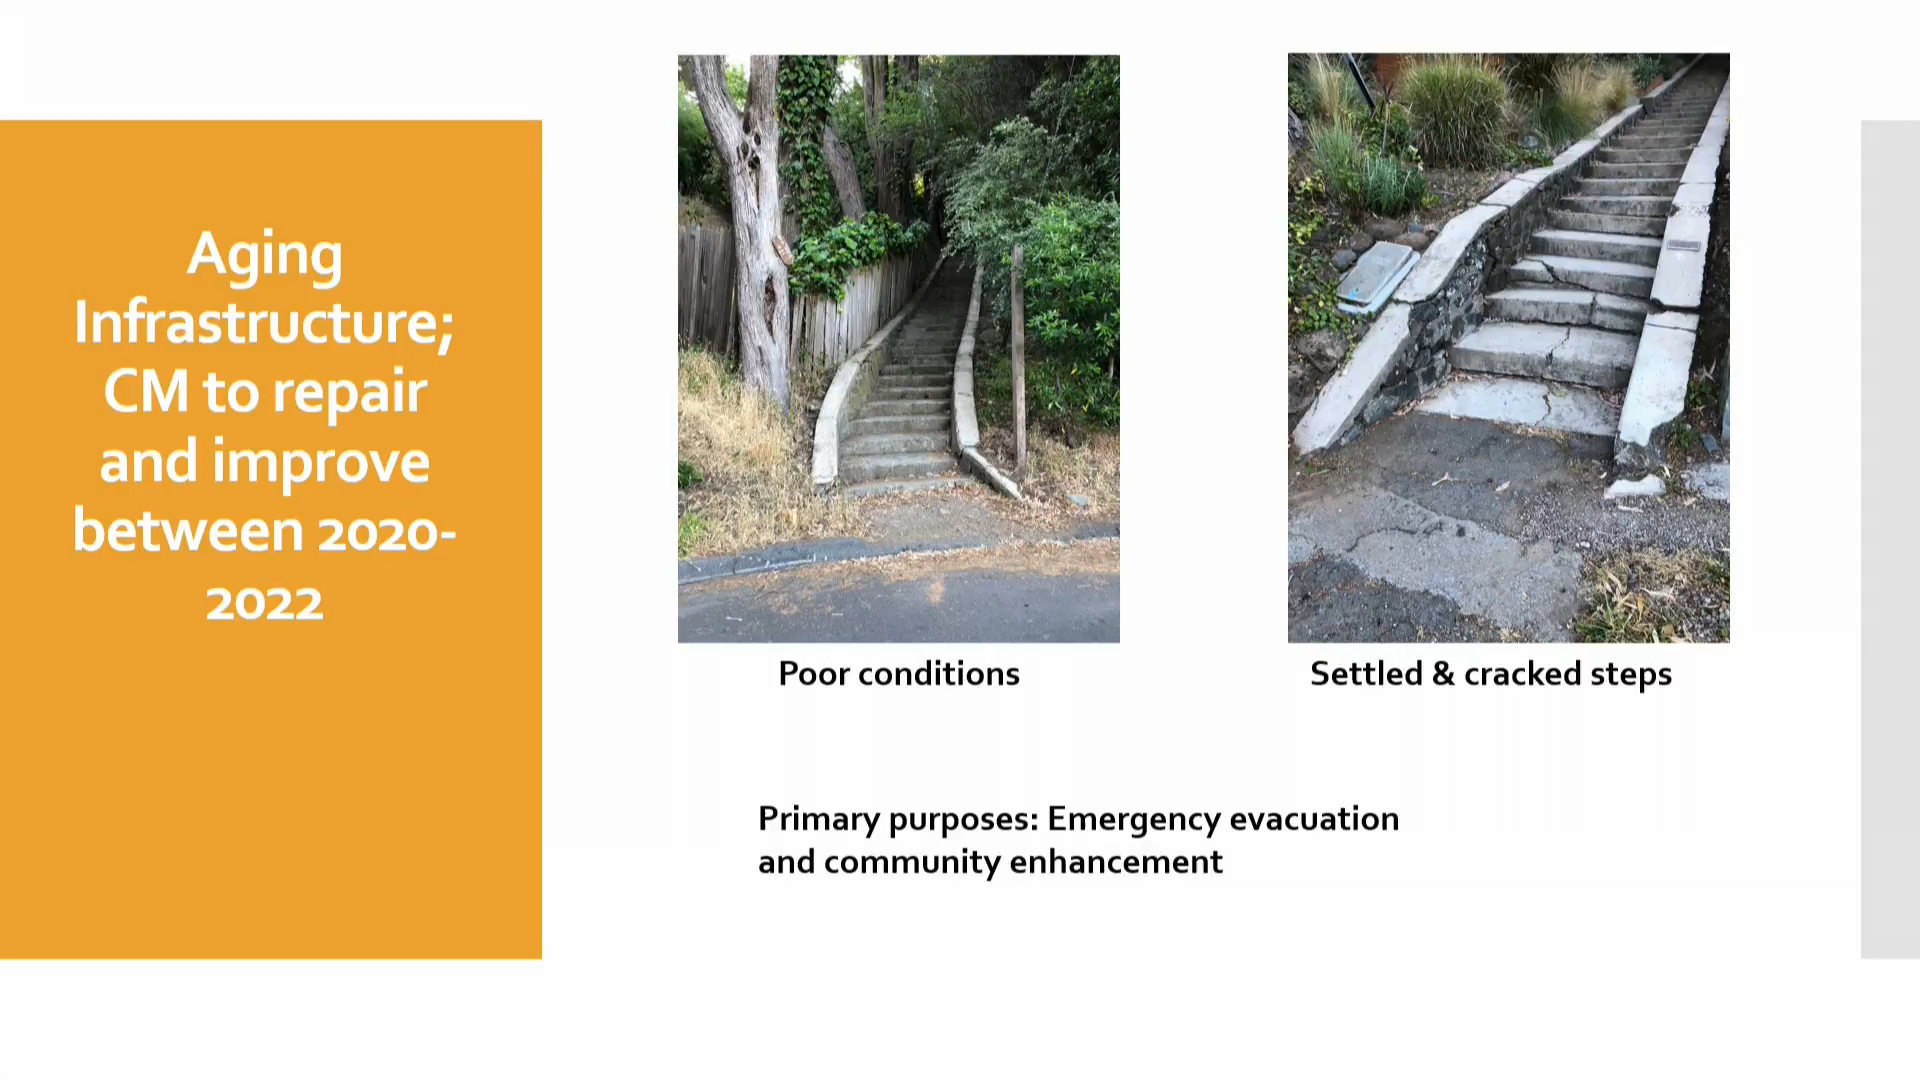 Aging
Infrastructure;
CM to repair
and improve
between 2020-
2022
Poor conditions
Settled & cracked steps
Primary purposes: Emergency evacuation
and community enhancement